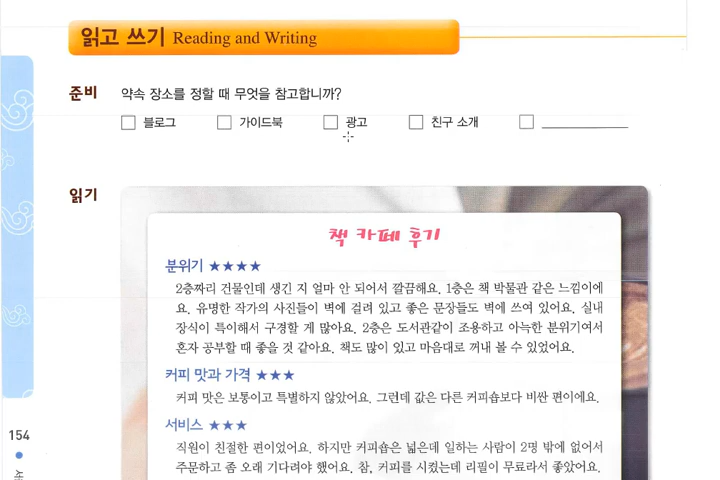 읽고 쓰기 Reading and Writing
준비 약속 장소를 정할 때 무엇을 참고합니까?
블로그 가이드북 광고 친구 소개
읽기
책 카페 후기
분위기 ★★★★
2층짜리 건물인데 생긴 지 얼마 안 되어서 깔끔해요. 1층은 책 박물관 같은 느낌이에
요. 유명한 작가의 사진들이 벽에 걸려 있고 좋은 문장들도 벽에 쓰여 있어요. 실내
장식이 특이해서 구경할 게 많아요. 2층은 도서관같이 조용하고 아늑한 분위기여서
혼자 공부할 때 좋을 것 같아요. 책도 많이 있고 마음대로 꺼내 볼 수 있었어요.
커피 맛과 가격 ★★★
커피 맛은 보통이고 특별하지 않았어요. 그런데 값은 다른 커피숍보다 비싼 편이에요.
서비스 ★★★
직원이 친절한 편이었어요. 하지만 커피숍은 넓은데 일하는 사람이 2명 밖에 없어서
주문하고 좀 오래 기다려야 했어요. 참, 커피를 시켰는데 리필이 무료라서 좋았어요.
154